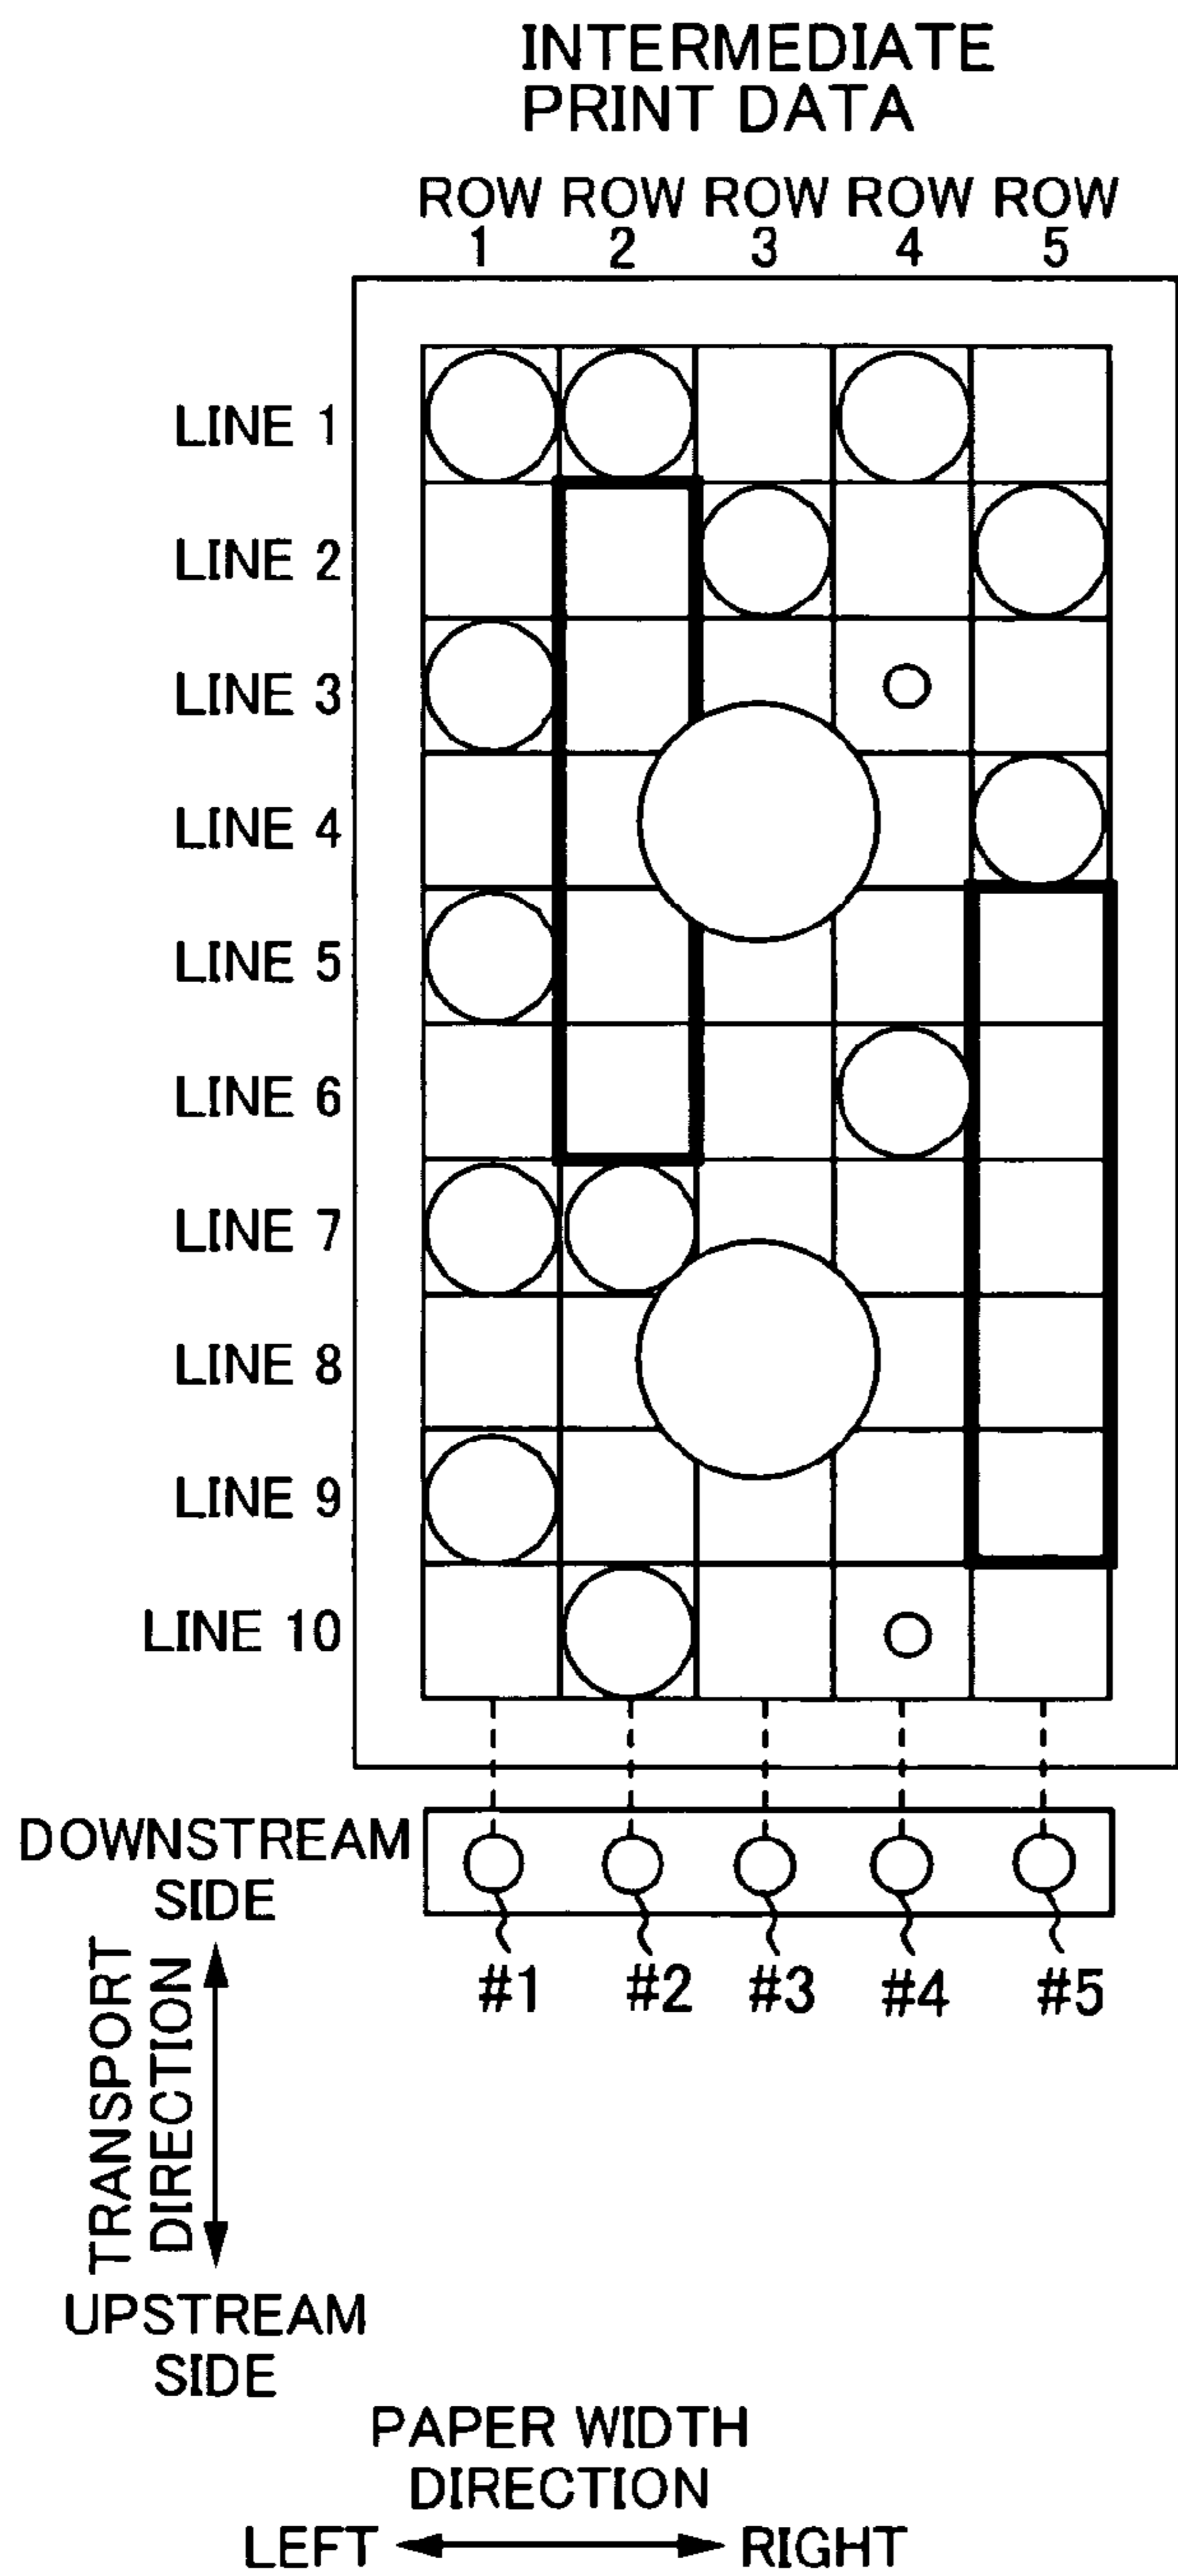 INTERMEDIATE
PRINT DATA
ROW ROW ROW ROW ROW
1 2 3 4 5
LINE 1
LINE 2
LINE 3
LINE 4
LINE 5
LINE 6
LINE 7
LINE 8
LINE 9
LINE 10
DOWNSTREAM
SIDE
#1 #2 #3 #4 #5
TRANSPORT
DIRECTION
UPSTREAM
SIDE
PAPER WIDTH
DIRECTION
LEFT RIGHT